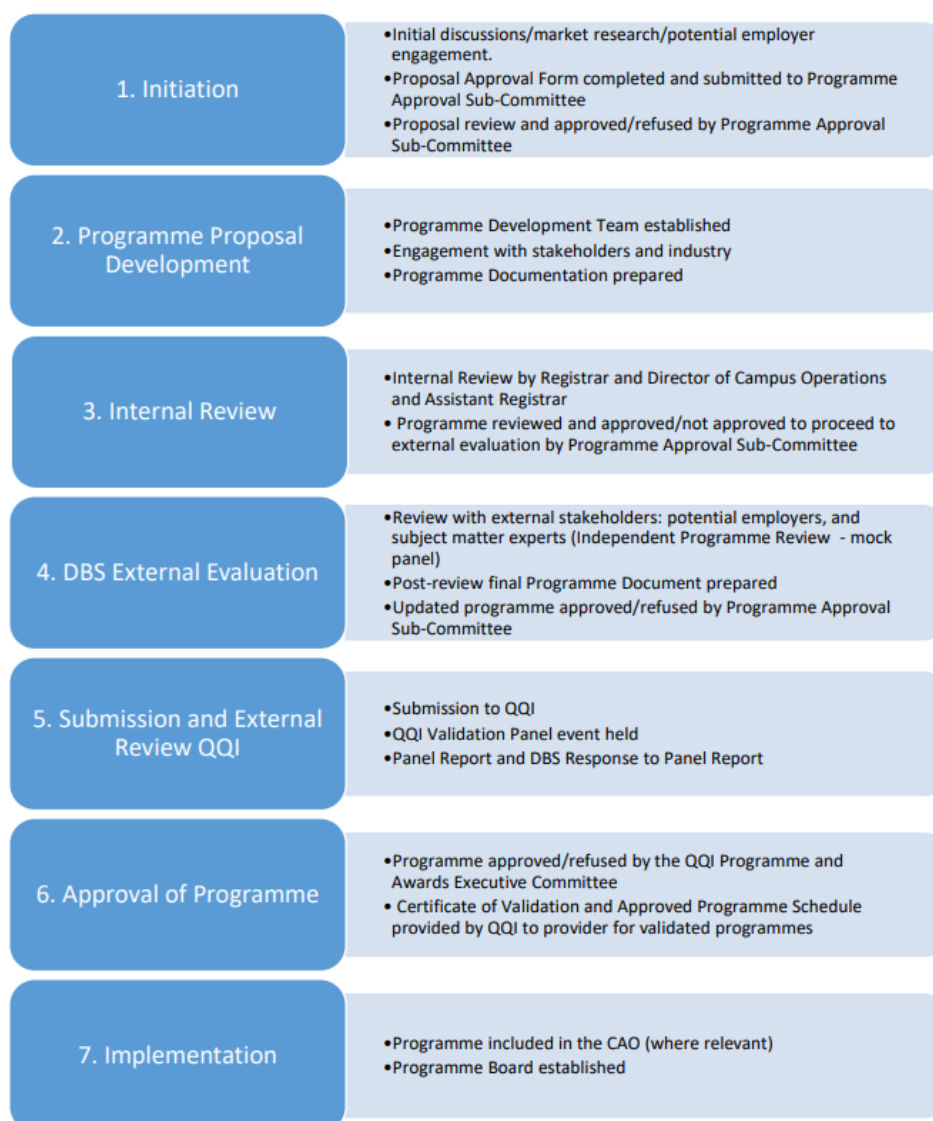 1. Initiation
•Initial discussions/market research/potential employer
engagement.
•Proposal Approval Form completed and submitted to Programme
Approval Sub-Committee
•Proposal review and approved/refused by Programme Approval
Sub-Committee
2. Programme Proposal
Development
•Programme Development Team established
•Engagement with stakeholders and industry
•Programme Documentation prepared
3. Internal Review
•Internal Review by Registrar and Director of Campus Operations
and Assistant Registrar
• Programme reviewed and approved/not approved to proceed to
external evaluation by Programme Approval Sub-Committee
4. DBS External Evaluation
•Review with external stakeholders: potential employers, and
subject matter experts (Independent Programme Review - mock
panel)
•Post-review final Programme Document prepared
•Updated programme approved/refused by Programme Approval
Sub-Committee
5. Submission and External
Review QQI
•Submission to QQI
•QQI Validation Panel event held
•Panel Report and DBS Response to Panel Report
6. Approval of Programme
•Programme approved/refused by the QQI Programme and
Awards Executive Committee
• Certificate of Validation and Approved Programme Schedule
provided by QQI to provider for validated programmes
7. Implementation
•Programme included in the CAO (where relevant)
•Programme Board established